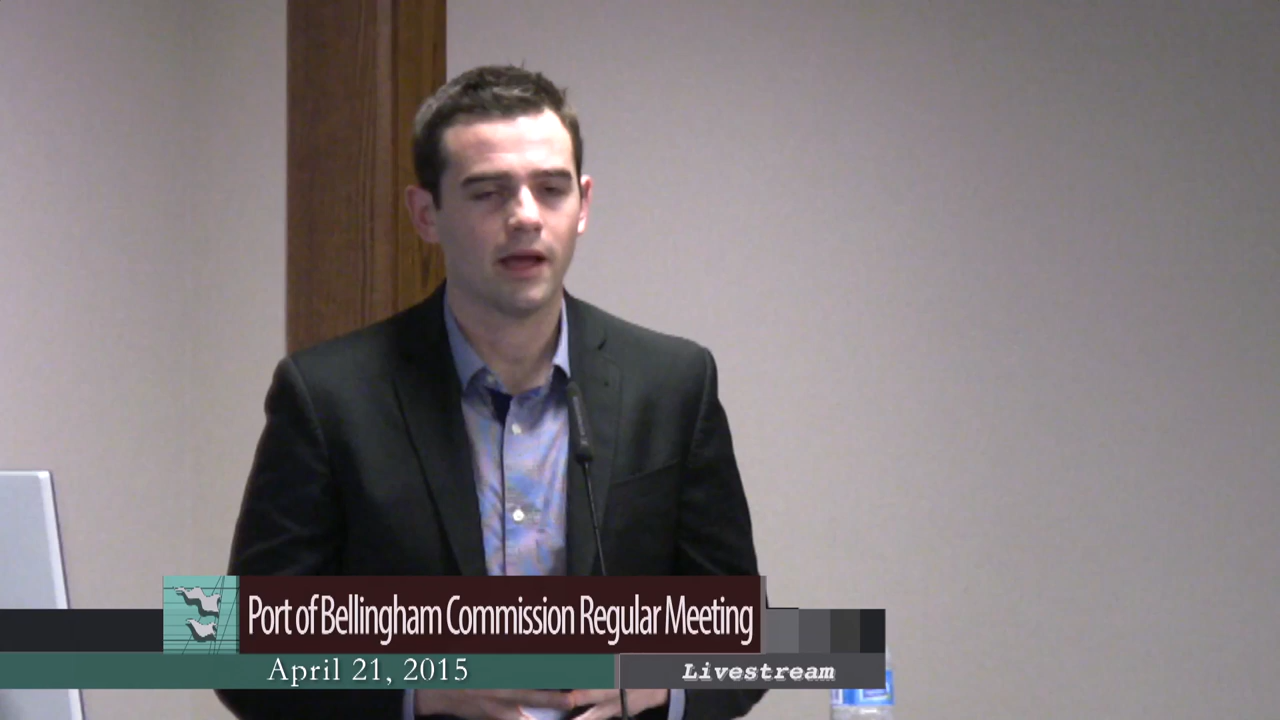 Port of Bellingham Commission Regular Meeting
April 21, 2015
Livestream